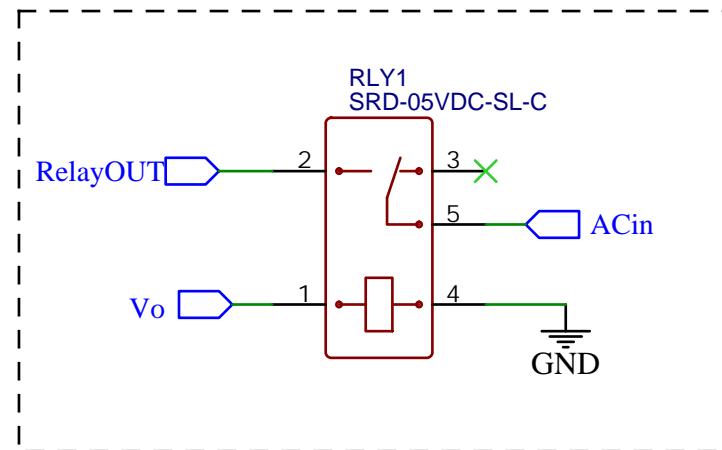 RLY1
SRD-05VDC-SL-C
RelayOUT 2 3
5 ACin
Vo 1 4
GND